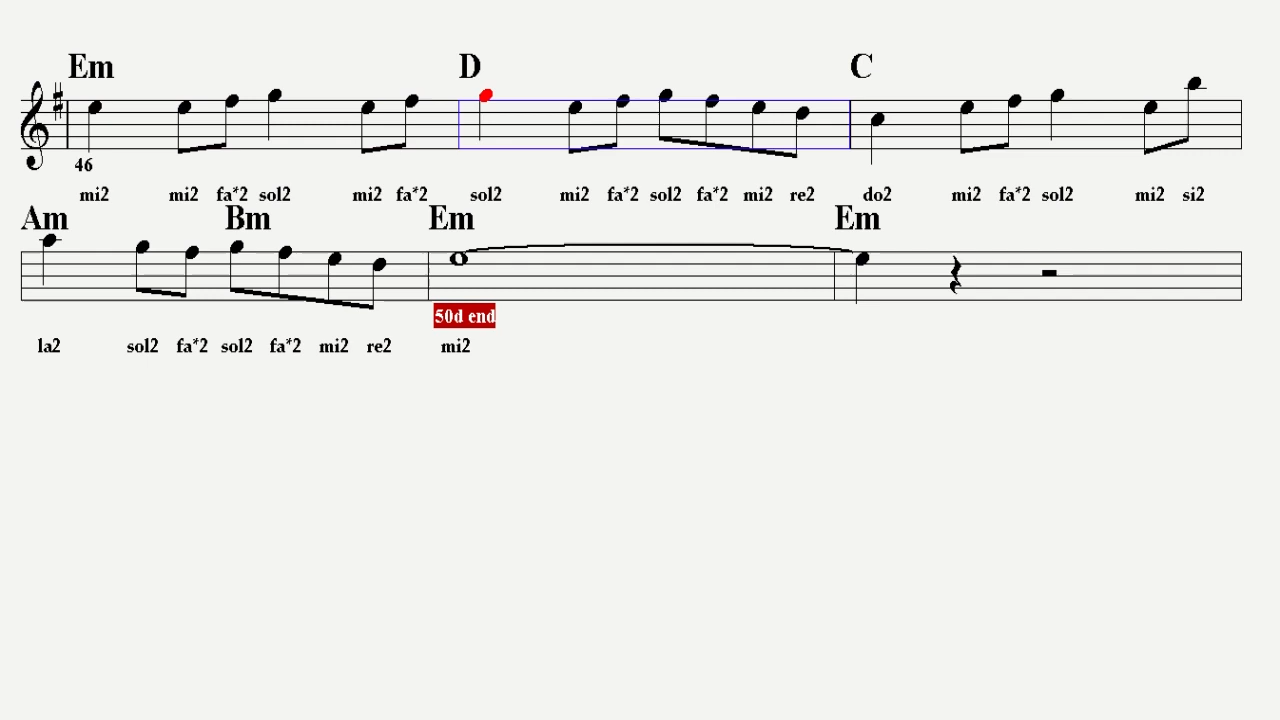 Em D C
46
mi2 mi2 fa*2 sol2 mi2 fa*2 sol2 mi2 fa*2 sol2 fa*2 mi2 re2 do2 mi2 fa*2 sol2 mi2 si2
Am Bm Em Em
50d end
la2 sol2 fa*2 sol2 fa*2 mi2 re2 mi2